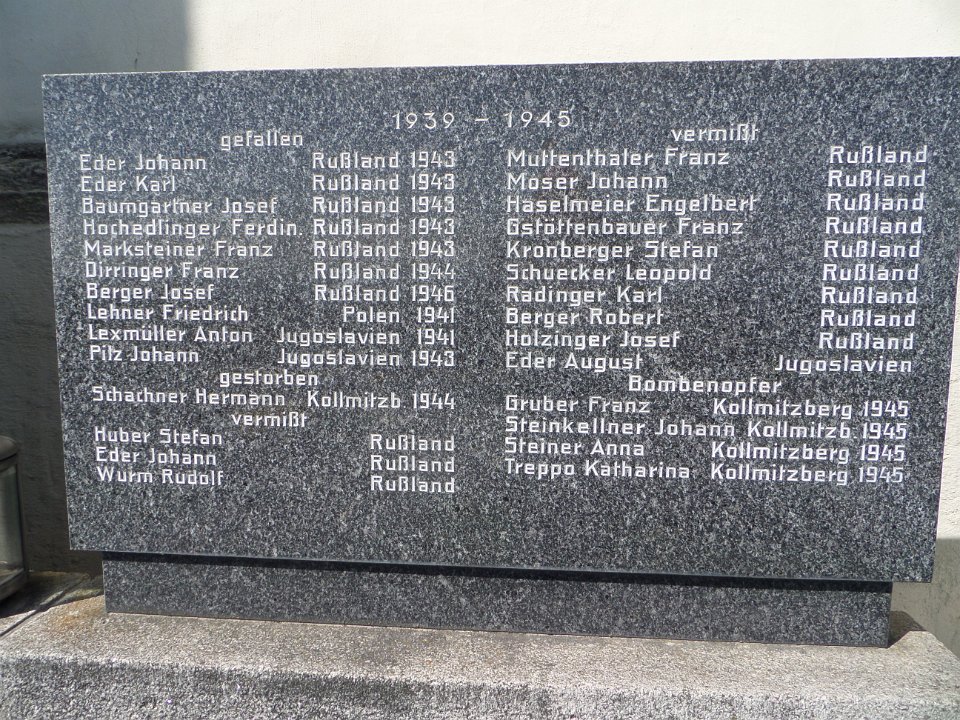 1939 – 1945
gefallen
Eder Johann Rußland 1943
Eder Karl Rußland 1943
Baumgartner Josef Rußland 1943
Hochedlinger Ferdin. Rußland 1943
Marksteiner Franz Rußland 1943
Dirringer Franz Rußland 1944
Berger Josef Rußland 1946
Lehner Friedrich Polen 1941
Lexmüller Anton Jugoslavien 1941
Pilz Johann Jugoslavien 1943
gestorben
Schachner Hermann Kollmitzb. 1944
vermißt
Huber Stefan Rußland
Eder Johann Rußland
Wurm Rudolf Rußland
vermißt
Muttenthaler Franz Rußland
Moser Johann Rußland
Haselmeier Engelbert Rußland
Gstöttenbauer Franz Rußland
Kronberger Stefan Rußland
Schuecker Leopold Rußland
Radinger Karl Rußland
Berger Robert Rußland
Holzinger Josef Rußland
Eder August Jugoslavien
Bombenopfer
Gruber Franz Kollmitzberg 1945
Steinkellner Johann Kollmitzb. 1945
Steiner Anna Kollmitzberg 1945
Treppo Katharina Kollmitzberg 1945